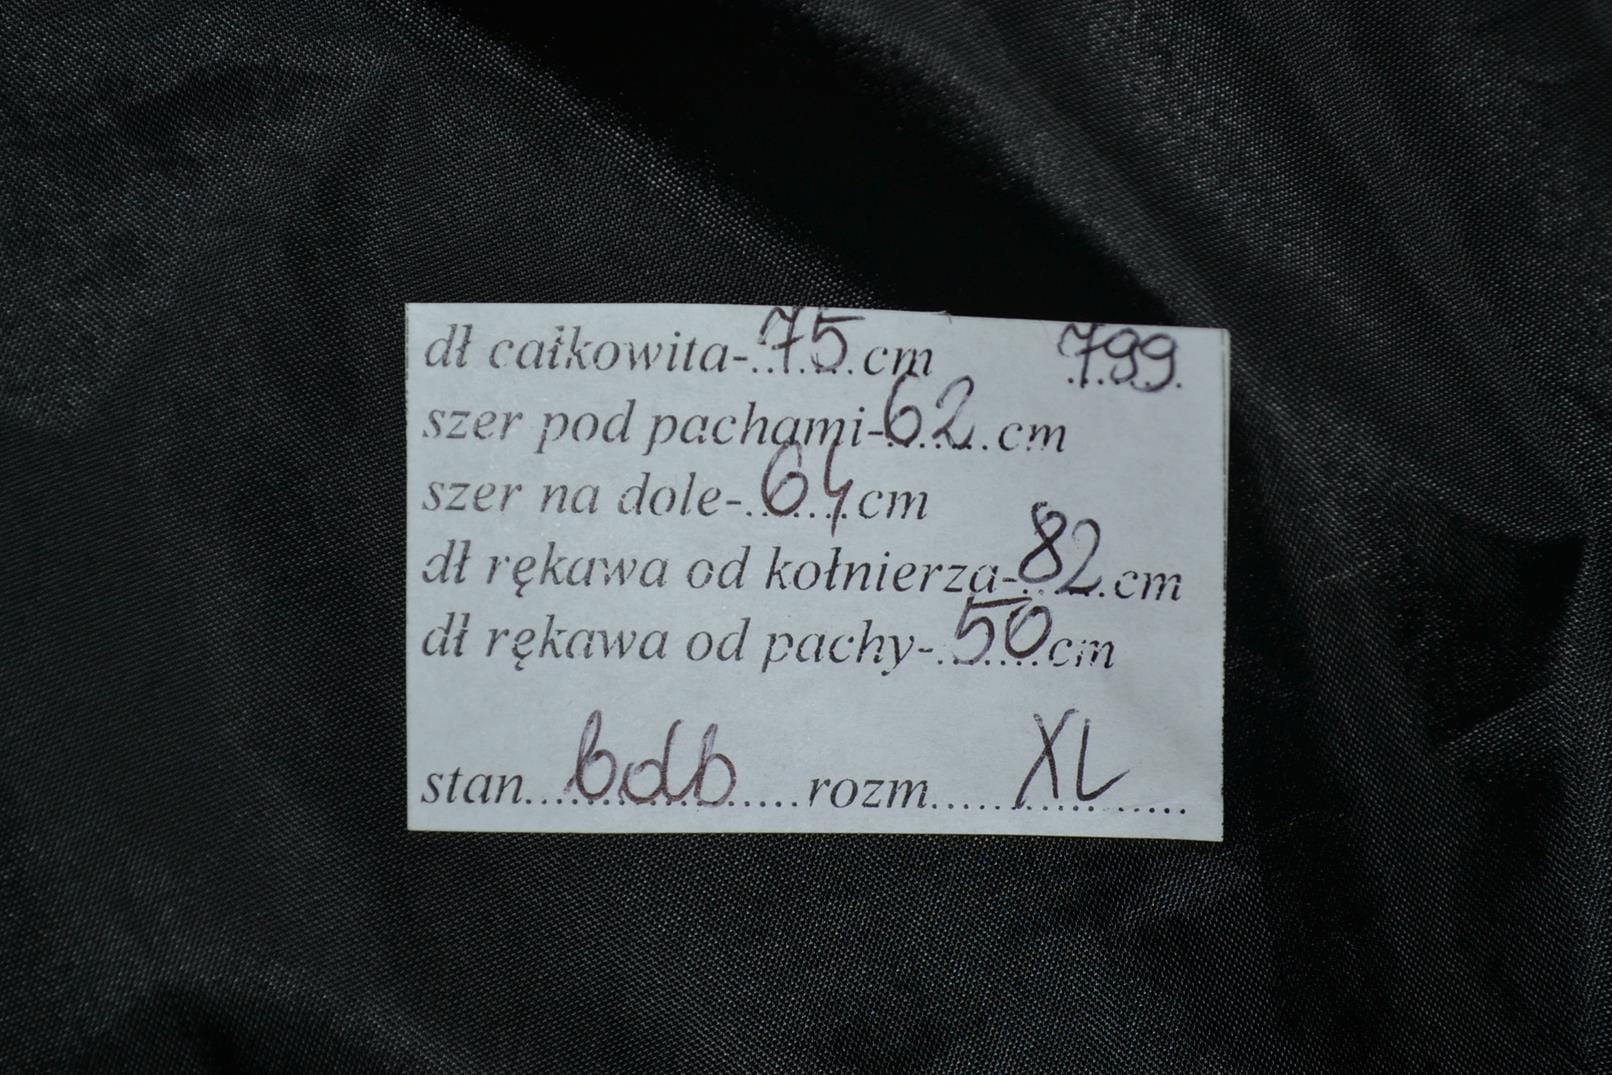 dł całkowita-75cm 799
szer pod pachami-62cm
szer na dole-64cm
dł rękawa od kołnierza-82cm
dł rękawa od pachy-50cm
stan....bdb.....rozm.....XL.....